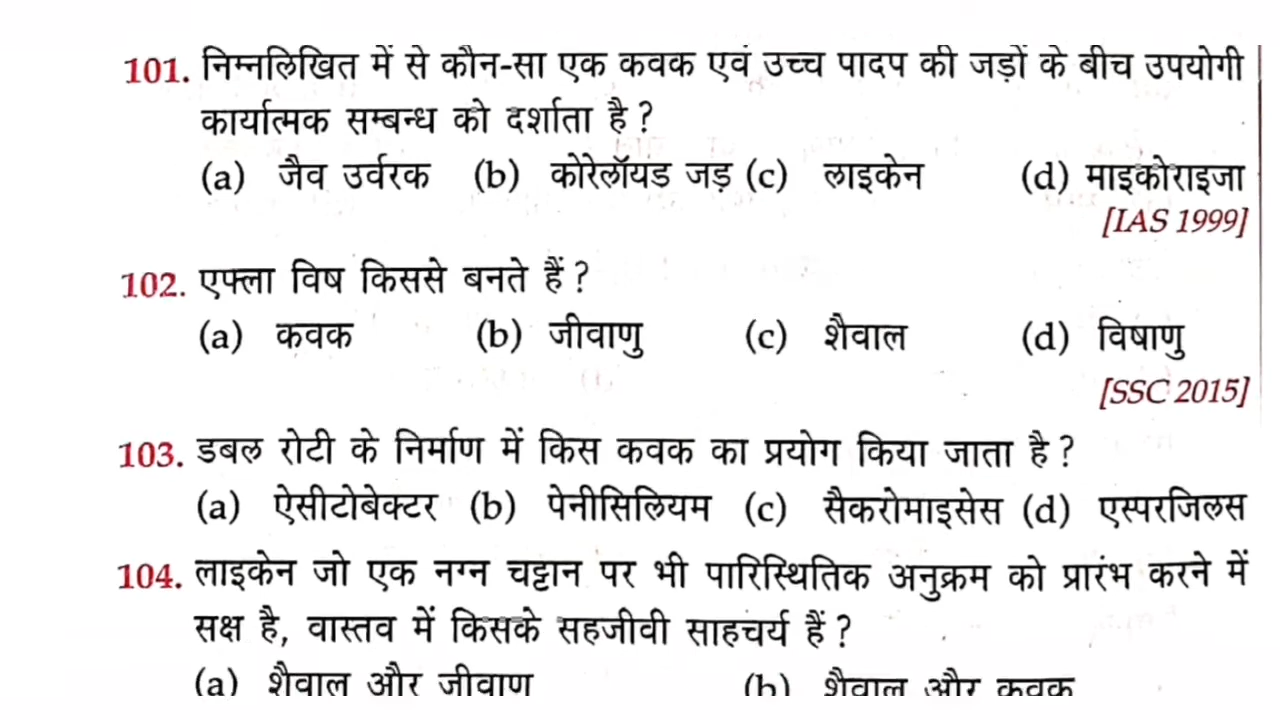 101. निम्नलिखित में से कौन-सा एक कवक एवं उच्च पादप की जड़ों के बीच उपयोगी
कार्यात्मक सम्बन्ध को दर्शाता है ?
(a) जैव उर्वरक (b) कोरेलॉयड जड़ (c) लाइकेन (d) माइकोराइजा
[IAS 1999]
102. एफ्ला विष किससे बनते हैं ?
(a) कवक (b) जीवाणु (c) शैवाल (d) विषाणु
[SSC 2015]
103. डबल रोटी के निर्माण में किस कवक का प्रयोग किया जाता है ?
(a) ऐसीटोबेक्टर (b) पेनीसिलियम (c) सैकरोमाइसेस (d) एस्परजिलस
104. लाइकेन जो एक नग्न चट्टान पर भी पारिस्थितिक अनुक्रम को प्रारंभ करने में
सक्ष है, वास्तव में किसके सहजीवी साहचर्य हैं ?
(a) शैवाल और जीवाणु (b) शैवाल और कवक